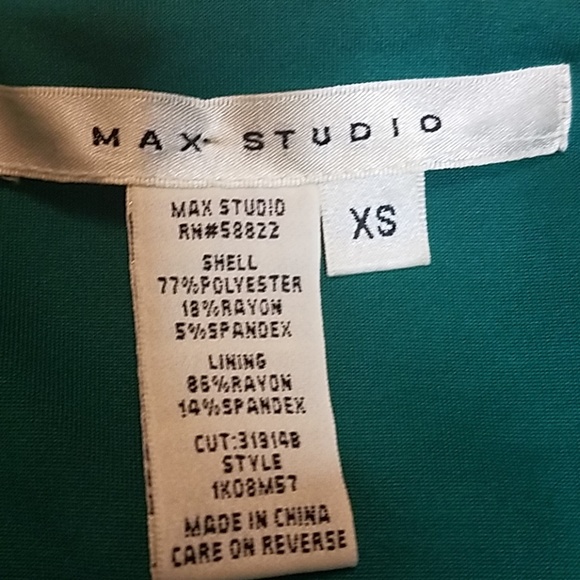 MAX STUDIO
XS
MAX STUDIO
RN#58822
SHELL
77%POLYESTER
18%RAYON
5%SPANDEX
LINING
86%RAYON
14%SPANDEX
CUT:31914B
STYLE
1K08M57
MADE IN CHINA
CARE ON REVERSE